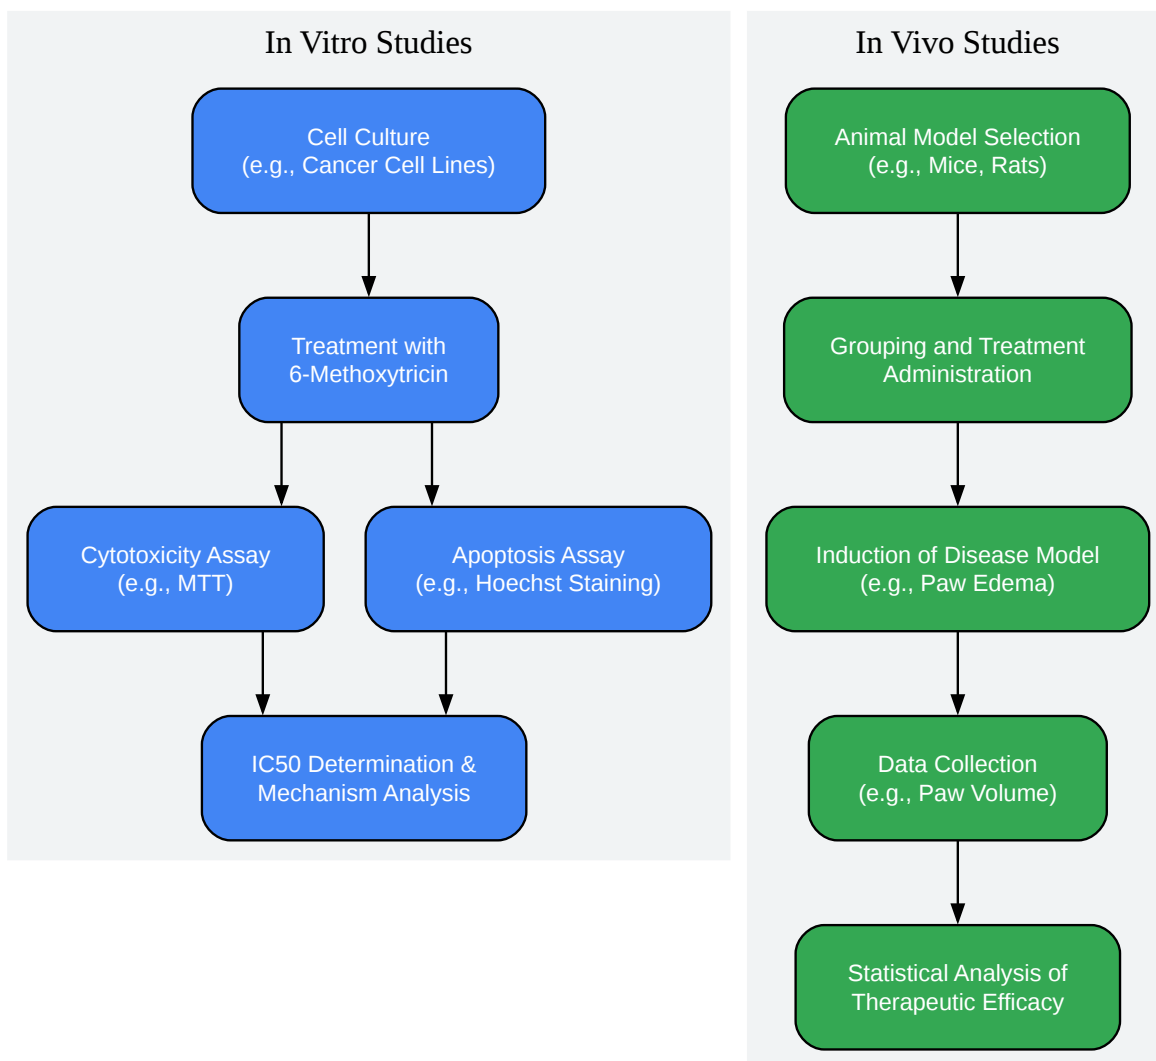 In Vitro Studies
Cell Culture
(e.g., Cancer Cell Lines)
Treatment with
6-Methoxytricin
Cytotoxicity Assay
(e.g., MTT)
Apoptosis Assay
(e.g., Hoechst Staining)
IC50 Determination &
Mechanism Analysis
In Vivo Studies
Animal Model Selection
(e.g., Mice, Rats)
Grouping and Treatment
Administration
Induction of Disease Model
(e.g., Paw Edema)
Data Collection
(e.g., Paw Volume)
Statistical Analysis of
Therapeutic Efficacy